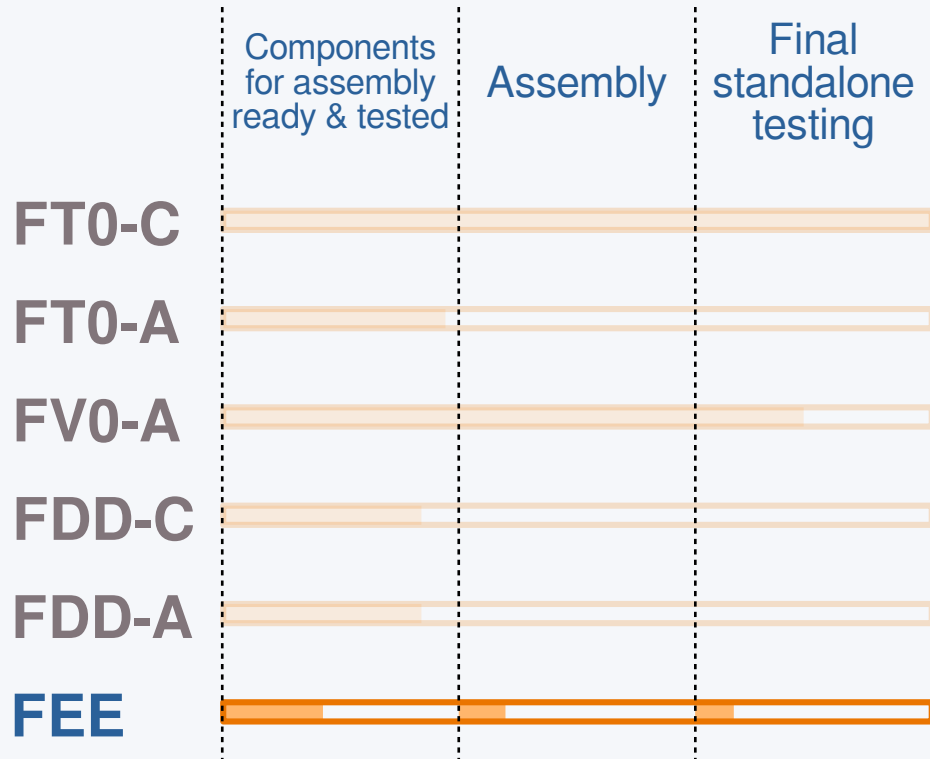 Components
for assembly
ready & tested
Assembly
Final
standalone
testing
FT0-C
FT0-A
FV0-A
FDD-C
FDD-A
FEE